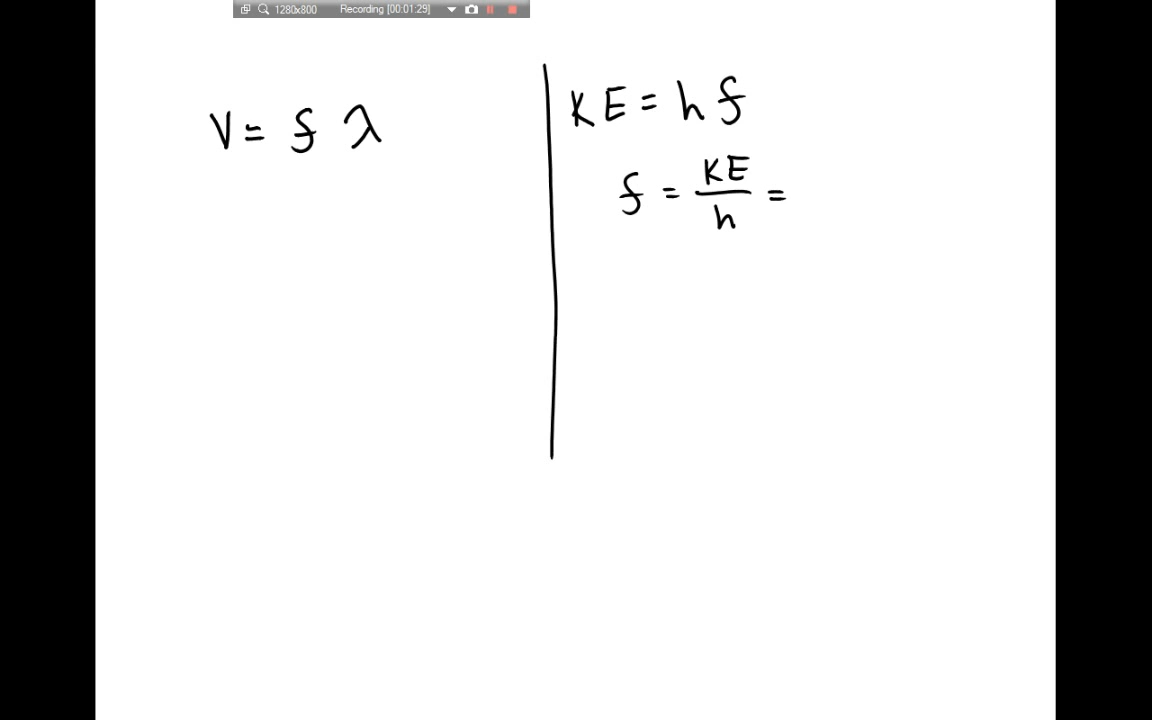 1280x800 Recording [00:01:29]
V = f λ
KE = h f
f = KE/h =